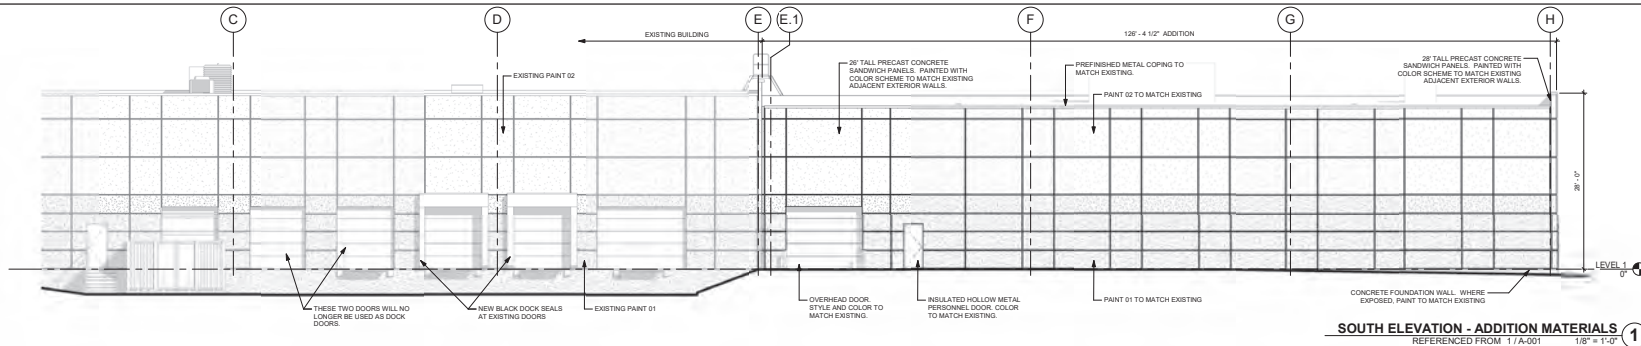 C
D
E
E.1
F
G
H
EXISTING BUILDING
126' - 4 1/2" ADDITION
EXISTING PAINT 02
26' TALL PRECAST CONCRETE
SANDWICH PANELS. PAINTED WITH
COLOR SCHEME TO MATCH EXISTING
ADJACENT EXTERIOR WALLS.
PREFINISHED METAL COPING TO
MATCH EXISTING.
PAINT 02 TO MATCH EXISTING
28' TALL PRECAST CONCRETE
SANDWICH PANELS. PAINTED WITH
COLOR SCHEME TO MATCH EXISTING
ADJACENT EXTERIOR WALLS.
28' - 0"
LEVEL 1
0"
THESE TWO DOORS WILL NO
LONGER BE USED AS DOCK
DOORS.
NEW BLACK DOCK SEALS
AT EXISTING DOORS
EXISTING PAINT 01
OVERHEAD DOOR.
STYLE AND COLOR TO
MATCH EXISTING.
INSULATED HOLLOW METAL
PERSONNEL DOOR. COLOR
TO MATCH EXISTING.
PAINT 01 TO MATCH EXISTING
CONCRETE FOUNDATION WALL. WHERE
EXPOSED, PAINT TO MATCH EXISTING
SOUTH ELEVATION - ADDITION MATERIALS
1
REFERENCED FROM 1 / A-001 1/8" = 1'-0"